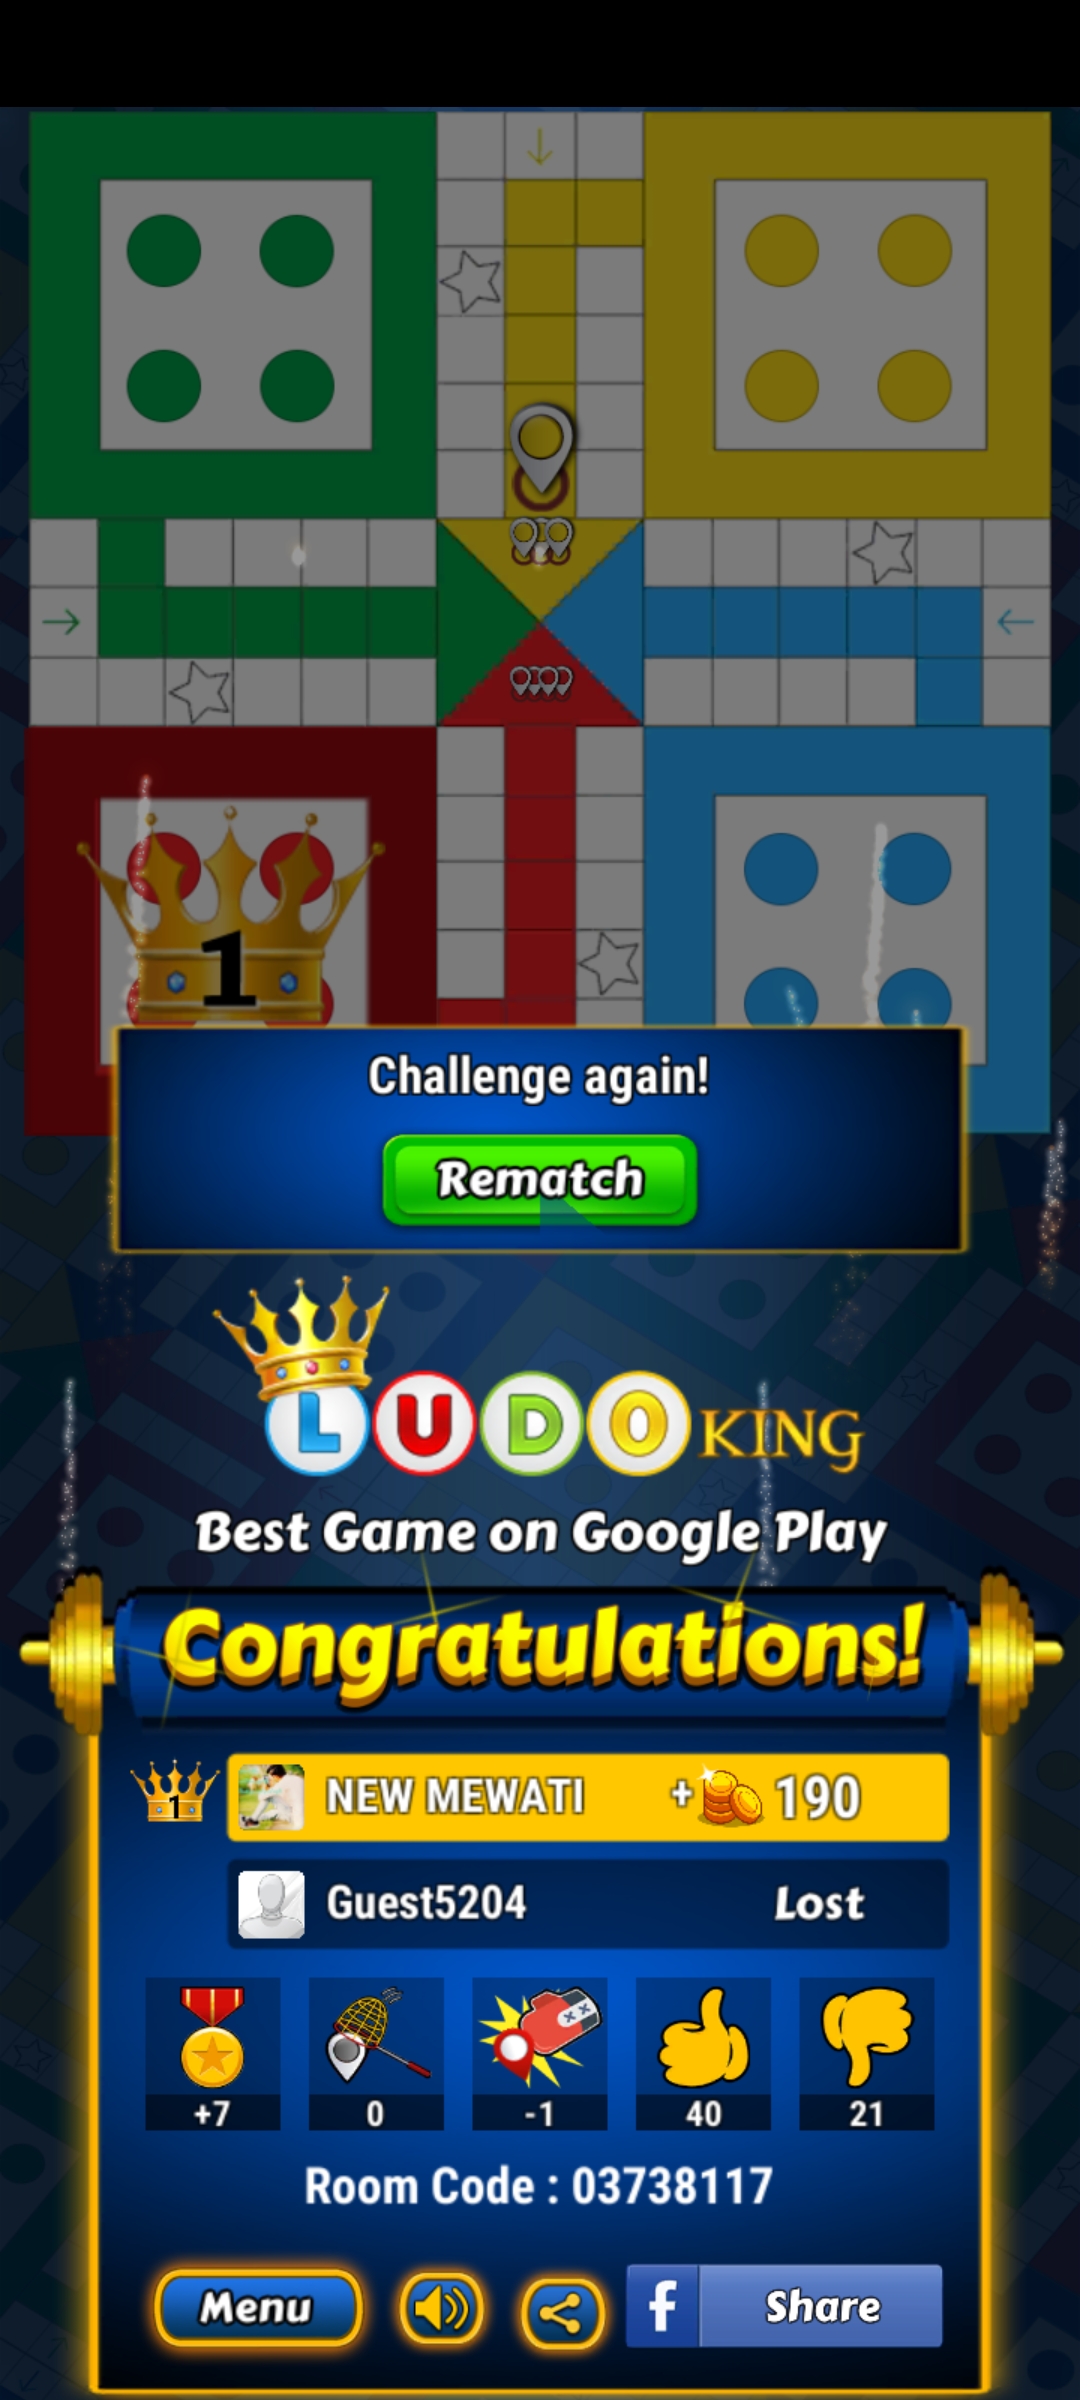 1
Challenge again!
Rematch
LUDO KING
Best Game on Google Play
Congratulations!
1 NEW MEWATI + 190
Guest5204 Lost
+7 0 -1 40 21
Room Code : 03738117
Menu f Share